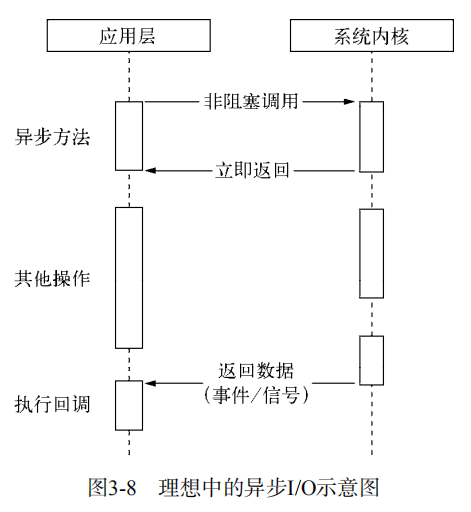 应用层
系统内核
非阻塞调用
异步方法
立即返回
其他操作
返回数据
(事件/信号)
执行回调
图3-8 理想中的异步I/O示意图